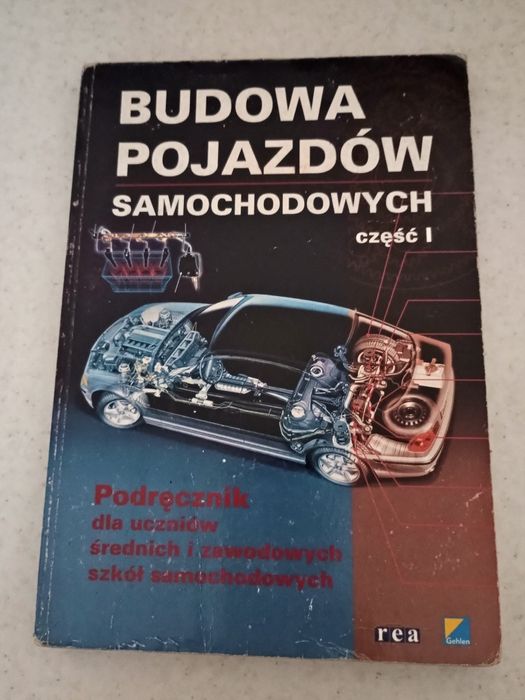 BUDOWA
POJAZDÓW
SAMOCHODOWYCH
część I
Podręcznik
dla uczniów
średnich i zawodowych
szkół samochodowych
rea
Gehlen